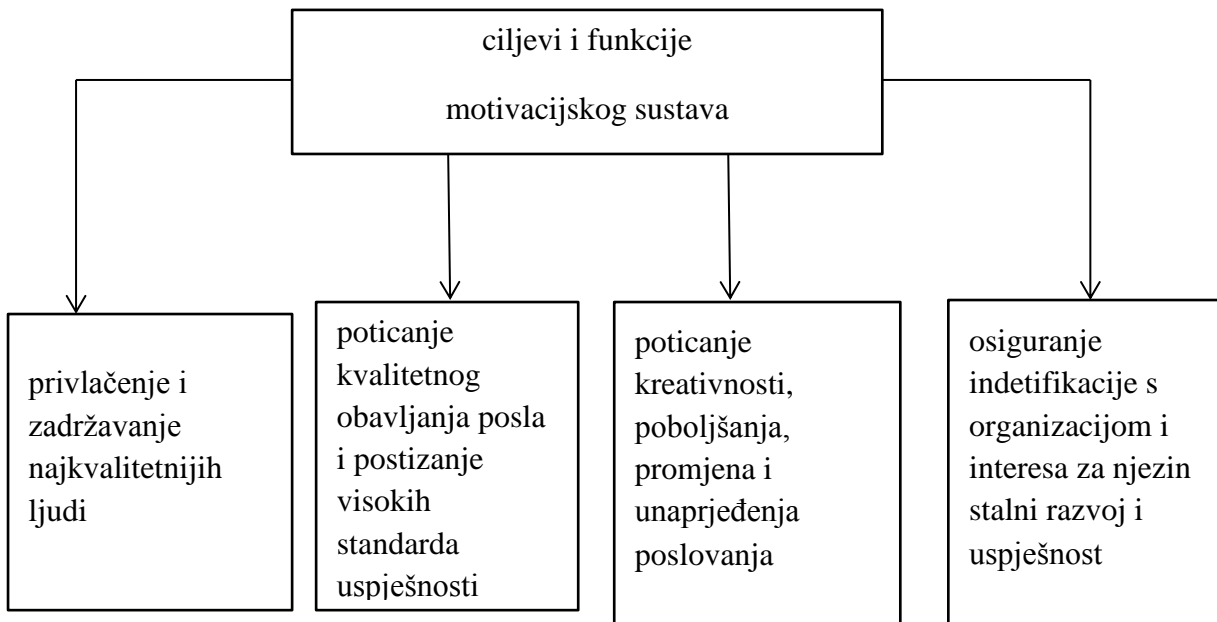 ciljevi i funkcije
motivacijskog sustava
privlačenje i
zadržavanje
najkvalitetnijih
ljudi
poticanje
kvalitetnog
obavljanja posla
i postizanje
visokih
standarda
uspješnosti
poticanje
kreativnosti,
poboljšanja,
promjena i
unaprjeđenja
poslovanja
osiguranje
indetifikacije s
organizacijom i
interesa za njezin
stalni razvoj i
uspješnost